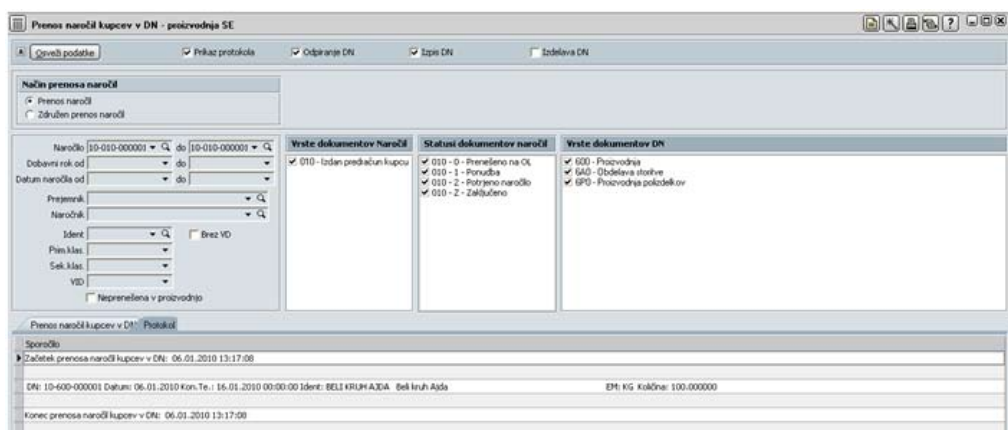 Prenos naročil kupcev v DN - proizvodnja SE
Osveži podatke
Prikaz protokola
Odpiranje DN
Izpis DN
Izdelava DN
Način prenosa naročil
Prenos naročil
Združen prenos naročil
Naročilo 10-010-000001 do 10-010-000001
Dobavni rok od do
Datum naročila od do
Prejemnik
Naročnik
Ident Brez VD
Prim.klas.
Sek.klas.
VID
Neprenešena v proizvodnjo
Vrste dokumentov Naročil
010 - Izdan predračun kupcu
Statusi dokumentov naročil
010 - 0 - Prenešeno na OL
010 - 1 - Ponudba
010 - 2 - Potrjeno naročilo
010 - Z - Zaključeno
Vrste dokumentov DN
600 - Proizvodnja
6A0 - Obdelava storitve
6P0 - Proizvodnja polizdelkov
Prenos naročil kupcev v DN Protokol
Sporočilo
Začetek prenosa naročil kupcev v DN: 06.01.2010 13:17:08
DN: 10-600-000001 Datum: 06.01.2010 Kon.Te.: 16.01.2010 00:00:00 Ident: BELI KRUH AJDA Beli kruh Ajda EM: KG Količina: 100.000000
Konec prenosa naročil kupcev v DN: 06.01.2010 13:17:08